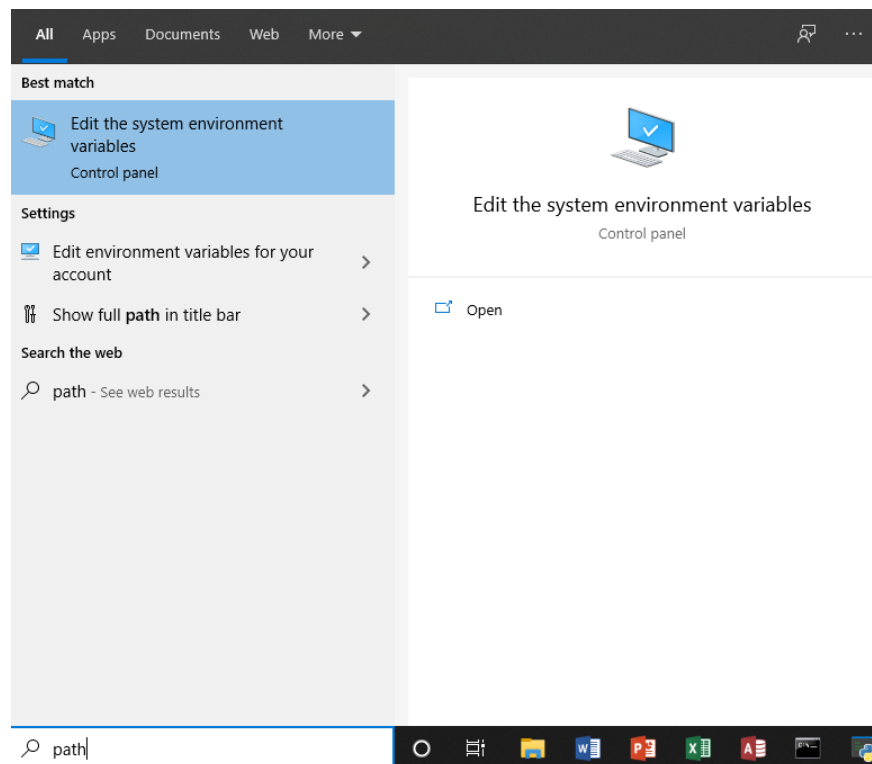 All Apps Documents Web More
Best match
Edit the system environment
variables
Control panel
Settings
Edit environment variables for your
account
Show full path in title bar
Search the web
path - See web results
path
Edit the system environment variables
Control panel
Open